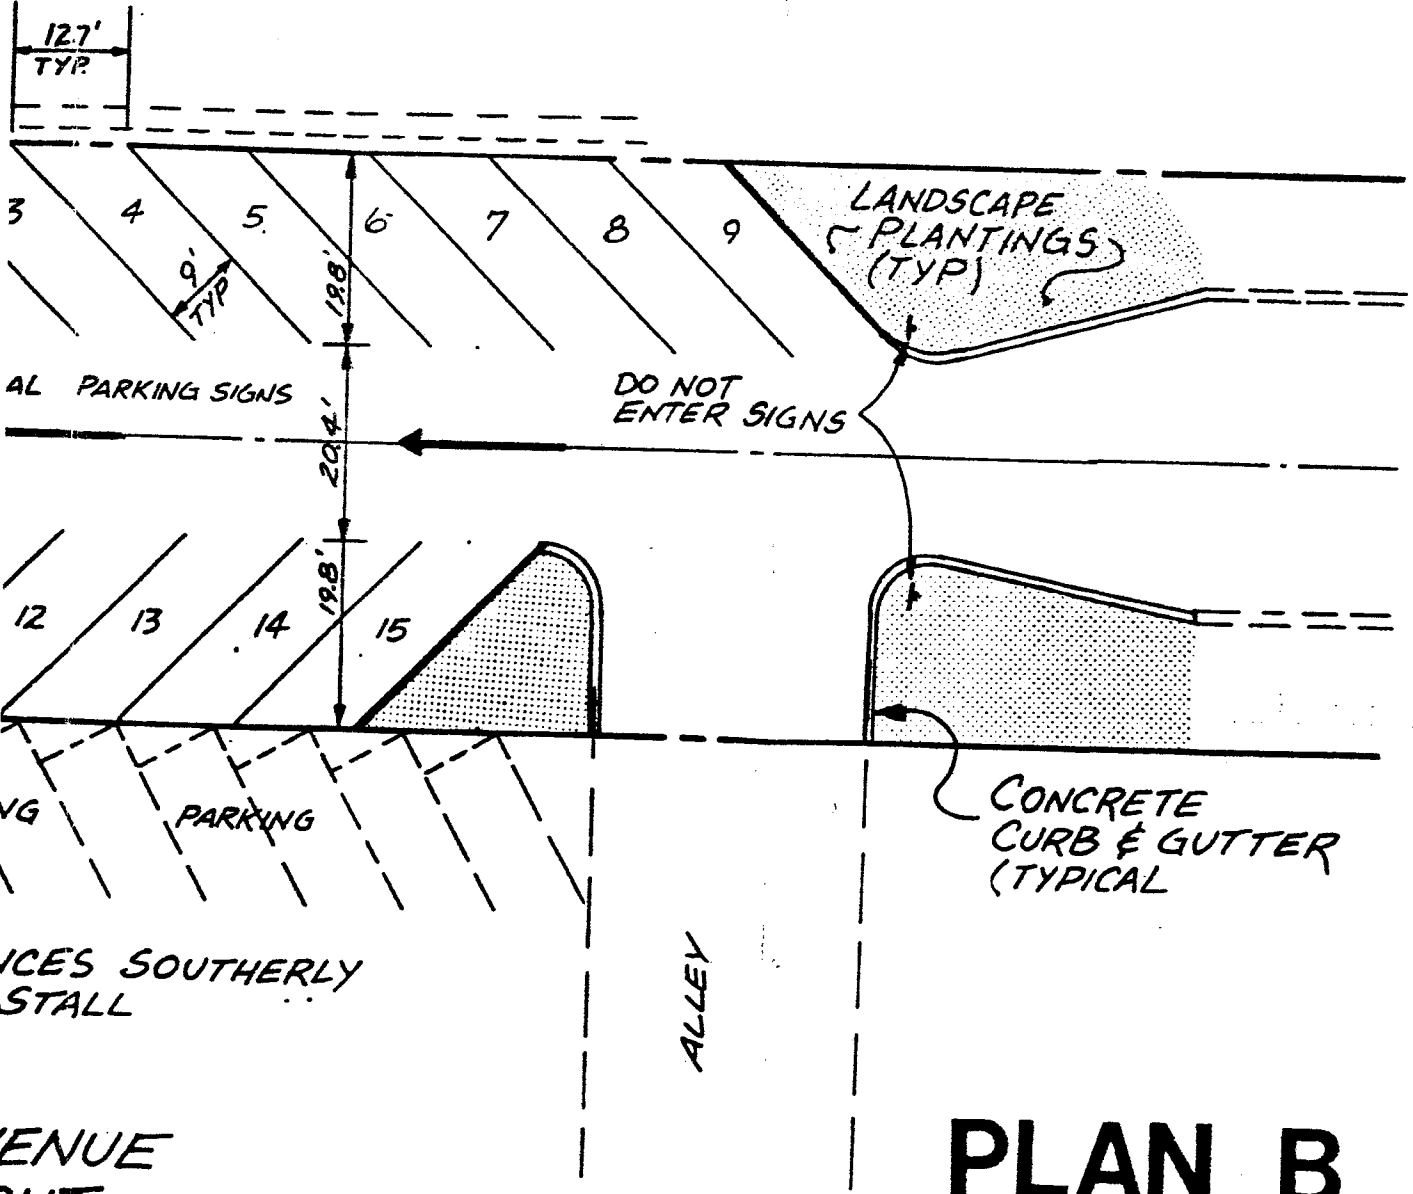 12.7'
TYP.
3 4 5 6 7 8 9
LANDSCAPE
PLANTINGS
(TYP)
9'
TYP
19.8'
AL PARKING SIGNS
DO NOT
ENTER SIGNS
20.4'
19.8'
12 13 14 15
NG PARKING
CONCRETE
CURB & GUTTER
(TYPICAL
NCES SOUTHERLY
STALL
ALLEY
ENUE
PLAN B